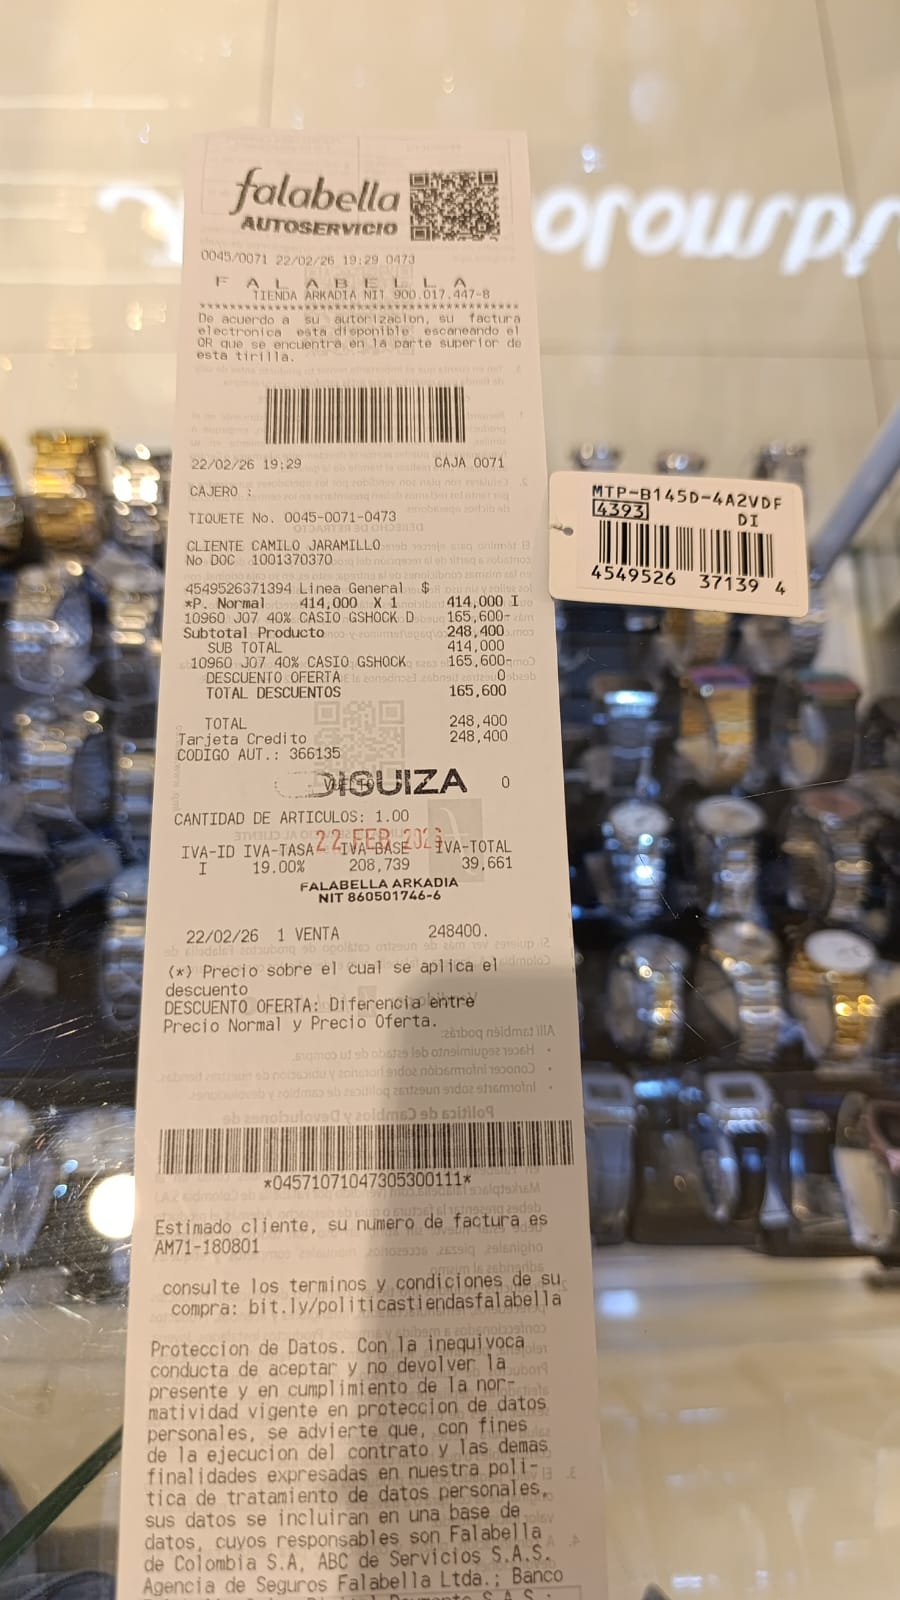 falabella
AUTOSERVICIO
0045/0071 22/02/26 19:29 0473
F A L A B E L L A
TIENDA ARKADIA NIT 900.017.447-8
****************************************
De acuerdo a su autorizacion, su factura
electronica esta disponible escaneando el
QR que se encuentra en la parte superior de
esta tirilla.
22/02/26 19:29 CAJA 0071
CAJERO :
TIQUETE No. 0045-0071-0473
CLIENTE CAMILO JARAMILLO
No DOC 1001370370
4549526371394 Linea General $
*P. Normal 414,000 X 1 414,000 I
10960 J07 40% CASIO GSHOCK D 165,600-
Subtotal Producto 248,400
SUB TOTAL 414,000
10960 J07 40% CASIO GSHOCK 165,600-
DESCUENTO OFERTA 0
TOTAL DESCUENTOS 165,600
TOTAL 248,400
Tarjeta Credito 248,400
CODIGO AUT.: 366135
VUELTO 0
DISUIZA
CANTIDAD DE ARTICULOS: 1.00
22 FEB 2026
IVA-ID IVA-TASA IVA-BASE IVA-TOTAL
I 19.00% 208,739 39,661
FALABELLA ARKADIA
NIT 860501746-6
22/02/26 1 VENTA 248400.
(*) Precio sobre el cual se aplica el
descuento
DESCUENTO OFERTA: Diferencia entre
Precio Normal y Precio Oferta.
*04571071047305300111*
Estimado cliente, su numero de factura es
AM71-180801
consulte los terminos y condiciones de su
compra: bit.ly/politicastiendasfalabella
Proteccion de Datos. Con la inequivoca
conducta de aceptar y no devolver la
presente y en cumplimiento de la nor-
matividad vigente en proteccion de datos
personales, se advierte que, con fines
de la ejecucion del contrato y las demas
finalidades expresadas en nuestra poli-
tica de tratamiento de datos personales,
sus datos se incluiran en una base de
datos, cuyos responsables son Falabella
de Colombia S.A, ABC de Servicios S.A.S.
Agencia de Seguros Falabella Ltda.; Banco
MTP-B145D-4A2VDF
4393 DI
4549526 37139 4